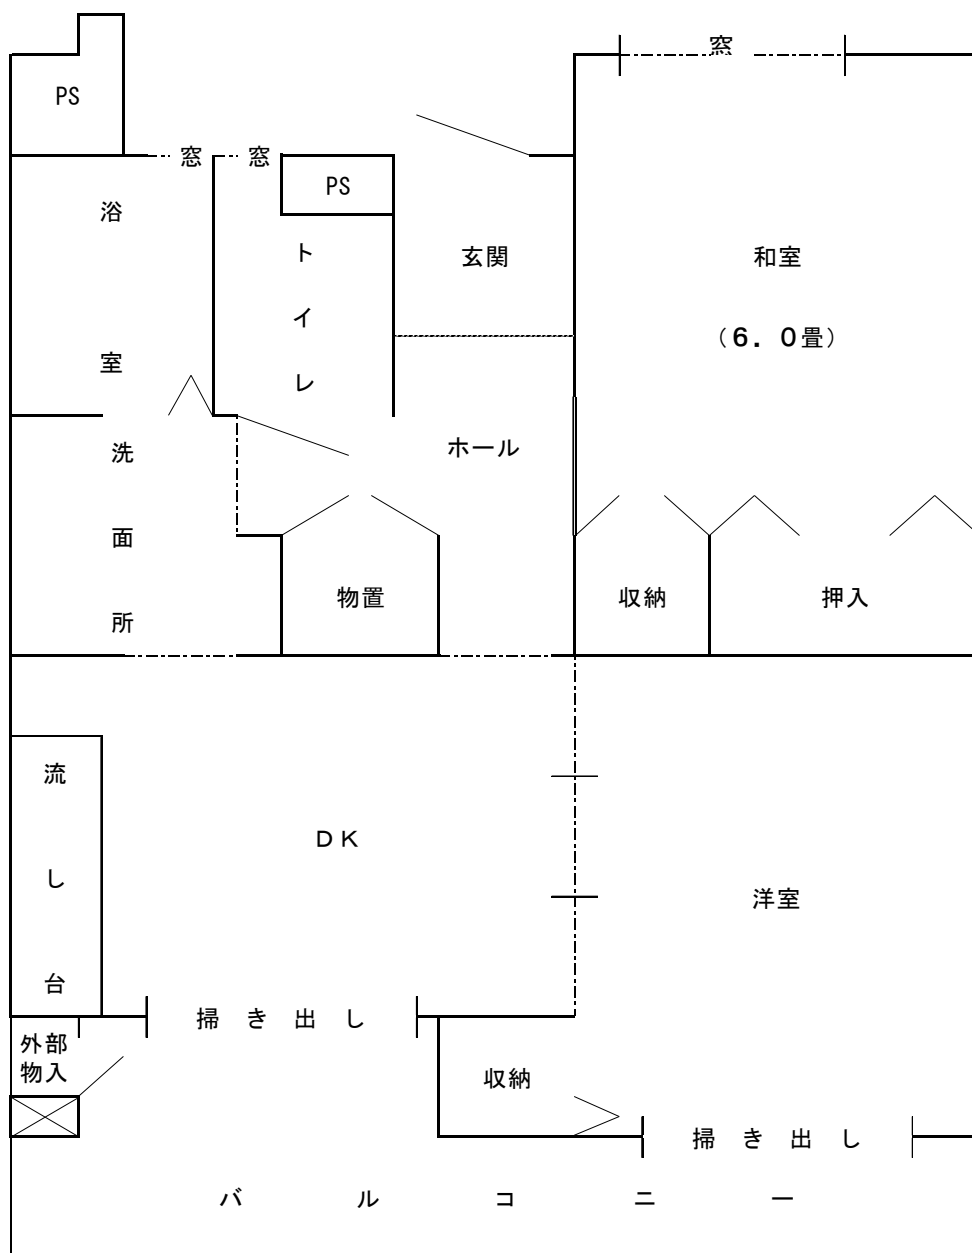 窓
PS
窓
窓
PS
浴室
トイレ
玄関
和室
（6．0畳）
ホール
洗面所
物置
収納
押入
流し台
DK
洋室
掃き出し
外部
物入
収納
掃き出し
バルコニー